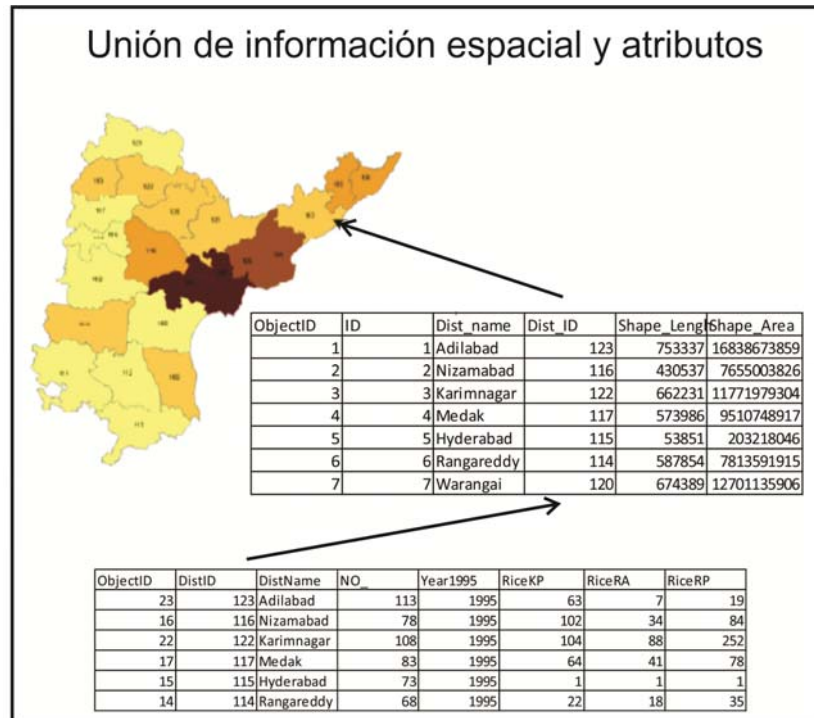 Unión de información espacial y atributos
ObjectID ID Dist_name Dist_ID Shape_Lengh Shape_Area
1 1 Adilabad 123 753337 16838673859
2 2 Nizamabad 116 430537 7655003826
3 3 Karimnagar 122 662231 11771979304
4 4 Medak 117 573986 9510748917
5 5 Hyderabad 115 53851 203218046
6 6 Rangareddy 114 587854 7813591915
7 7 Warangai 120 674389 12701135906
ObjectID DistID DistName NO_ Year1995 RiceKP RiceRA RiceRP
23 123 Adilabad 113 1995 63 7 19
16 116 Nizamabad 78 1995 102 34 84
22 122 Karimnagar 108 1995 104 88 252
17 117 Medak 83 1995 64 41 78
15 115 Hyderabad 73 1995 1 1 1
14 114 Rangareddy 68 1995 22 18 35